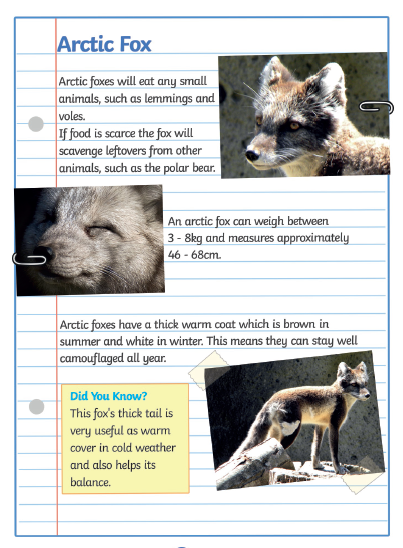 Arctic Fox
Arctic foxes will eat any small
animals, such as lemmings and
voles.
If food is scarce the fox will
scavenge leftovers from other
animals, such as the polar bear.
An arctic fox can weigh between
3 - 8kg and measures approximately
46 - 68cm.
Arctic foxes have a thick warm coat which is brown in
summer and white in winter. This means they can stay well
camouflaged all year.
Did You Know?
This fox's thick tail is
very useful as warm
cover in cold weather
and also helps its
balance.